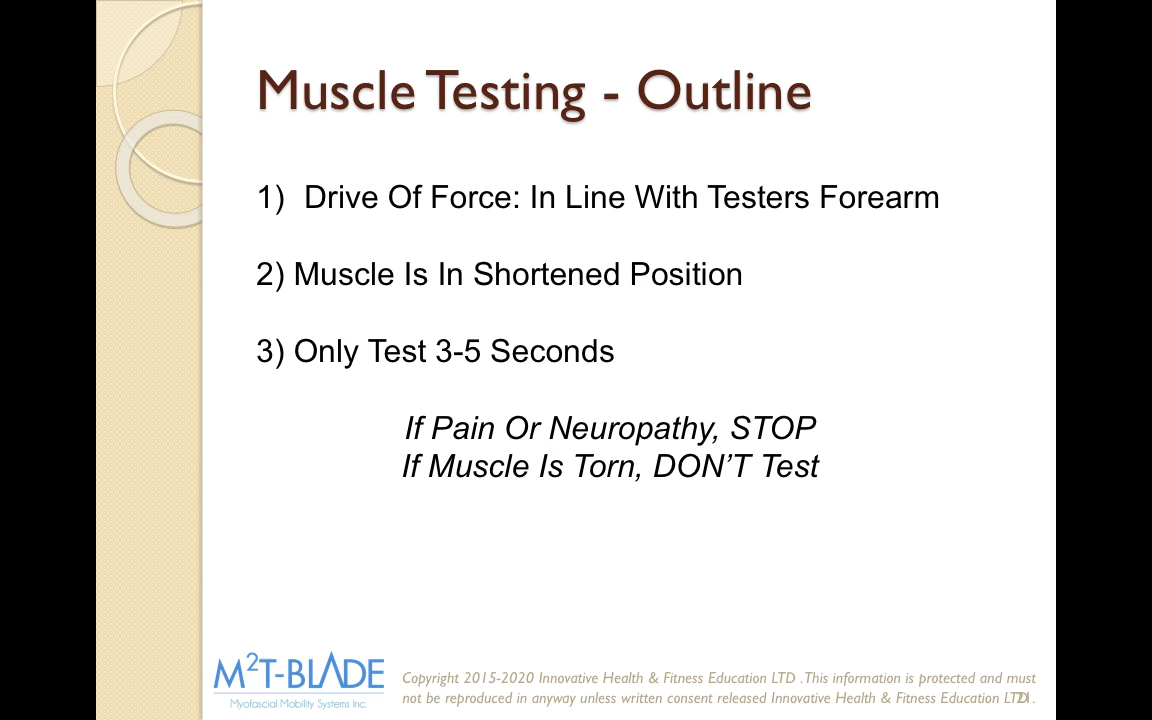 Muscle Testing - Outline
1) Drive Of Force: In Line With Testers Forearm
2) Muscle Is In Shortened Position
3) Only Test 3-5 Seconds
If Pain Or Neuropathy, STOP
If Muscle Is Torn, DON’T Test
M²T-BLADE
Myofascial Mobility Systems Inc.
Copyright 2015-2020 Innovative Health & Fitness Education LTD .This information is protected and must
not be reproduced in anyway unless written consent released Innovative Health & Fitness Education